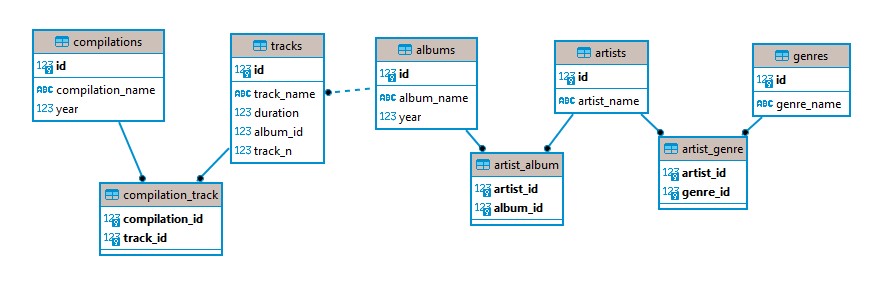 compilations
123 id
ABC compilation_name
123 year
tracks
123 id
ABC track_name
123 duration
123 album_id
123 track_n
albums
123 id
ABC album_name
123 year
artists
123 id
ABC artist_name
genres
123 id
ABC genre_name
compilation_track
123 compilation_id
123 track_id
artist_album
123 artist_id
123 album_id
artist_genre
123 artist_id
123 genre_id